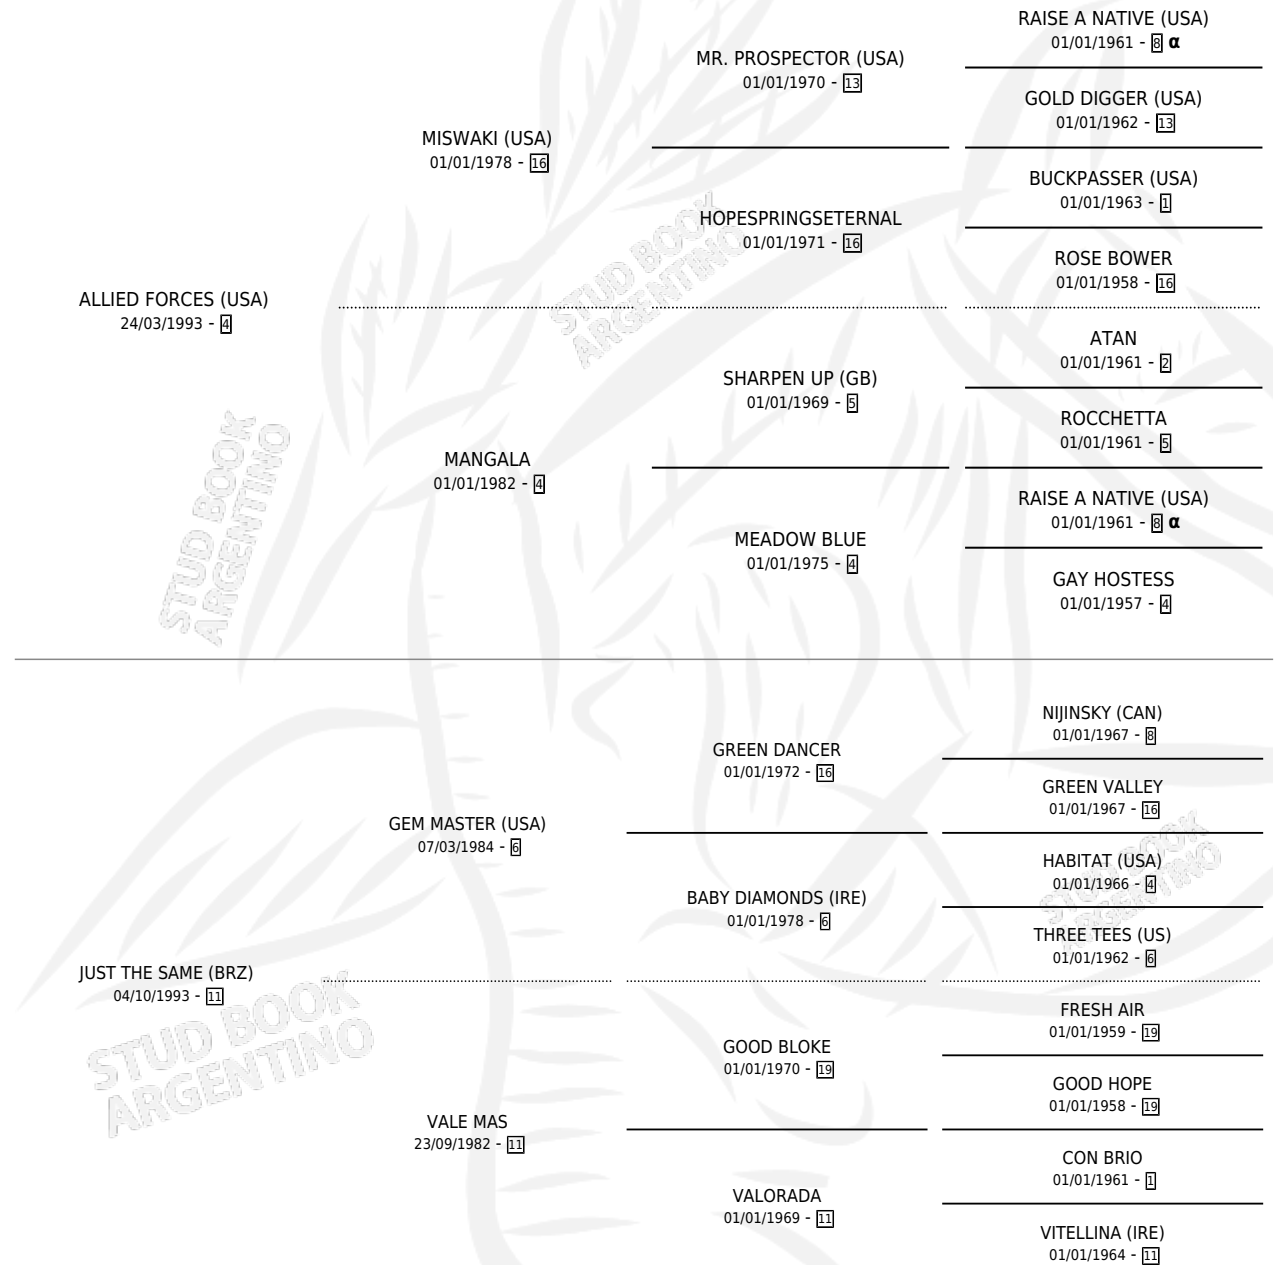 RAISE A NATIVE (USA)
01/01/1961 - 8 α
MR. PROSPECTOR (USA)
01/01/1970 - 13
GOLD DIGGER (USA)
01/01/1962 - 13
MISWAKI (USA)
01/01/1978 - 16
BUCKPASSER (USA)
01/01/1963 - 1
HOPESPRINGSETERNAL
01/01/1971 - 16
ROSE BOWER
01/01/1958 - 16
ALLIED FORCES (USA)
24/03/1993 - 4
ATAN
01/01/1961 - 2
SHARPEN UP (GB)
01/01/1969 - 5
ROCCHETTA
01/01/1961 - 5
MANGALA
01/01/1982 - 4
RAISE A NATIVE (USA)
01/01/1961 - 8 α
MEADOW BLUE
01/01/1975 - 4
GAY HOSTESS
01/01/1957 - 4
NIJINSKY (CAN)
01/01/1967 - 8
GREEN DANCER
01/01/1972 - 16
GREEN VALLEY
01/01/1967 - 16
GEM MASTER (USA)
07/03/1984 - 6
HABITAT (USA)
01/01/1966 - 4
BABY DIAMONDS (IRE)
01/01/1978 - 6
THREE TEES (US)
01/01/1962 - 6
JUST THE SAME (BRZ)
04/10/1993 - 11
FRESH AIR
01/01/1959 - 19
GOOD BLOKE
01/01/1970 - 19
GOOD HOPE
01/01/1958 - 19
VALE MAS
23/09/1982 - 11
CON BRIO
01/01/1961 - 1
VALORADA
01/01/1969 - 11
VITELLINA (IRE)
01/01/1964 - 11
STUD BOOK
ARGENTINO
STUD BOOK
ARGENTINO
STUD BOOK
ARGENTINO
STUD BOOK
ARGENTINO